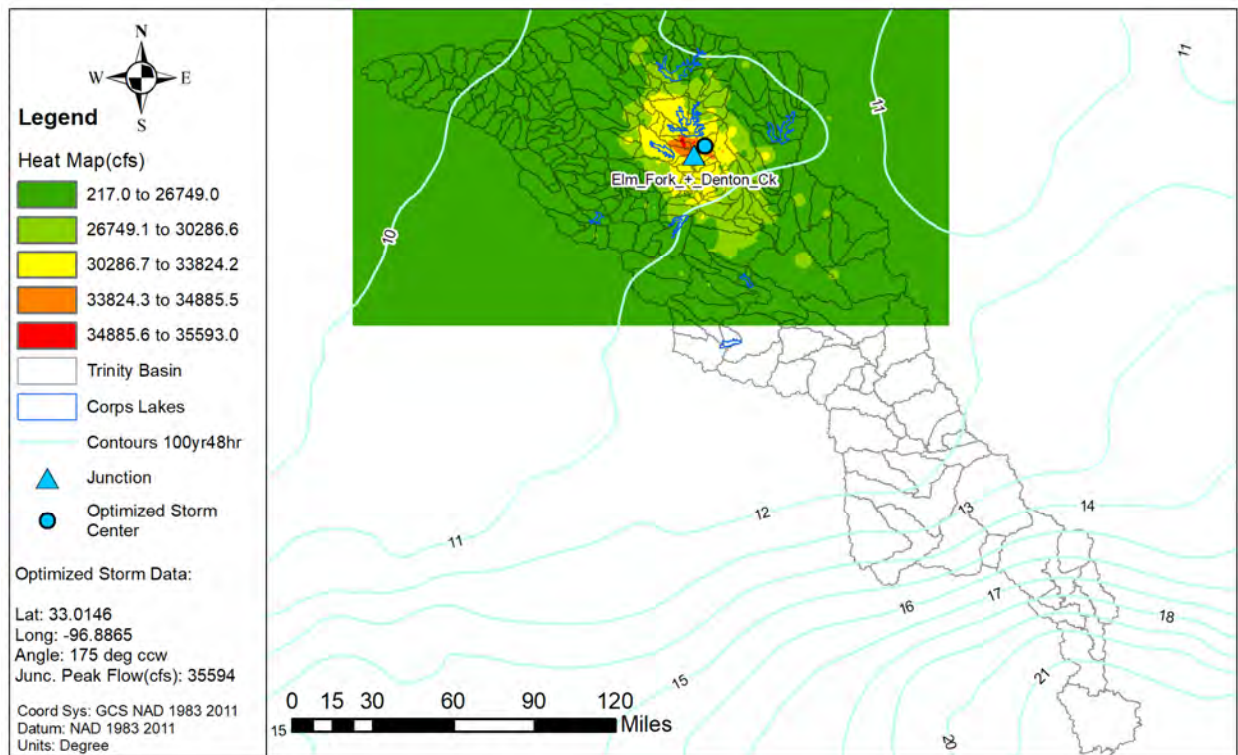 N
W
E
S
Legend
Heat Map(cfs)
217.0 to 26749.0
26749.1 to 30286.6
30286.7 to 33824.2
33824.3 to 34885.5
34885.6 to 35593.0
Trinity Basin
Corps Lakes
Contours 100yr48hr
Junction
Optimized Storm
Center
Optimized Storm Data:
Lat: 33.0146
Long: -96.8865
Angle: 175 deg ccw
Junc. Peak Flow(cfs): 35594
Coord Sys: GCS NAD 1983 2011
Datum: NAD 1983 2011
Units: Degree
11
11
Elm_Fork_+_Denton_Ck
10
12
13
14
11
16
17
18
15
21
20
15
0 15 30 60 90 120
Miles